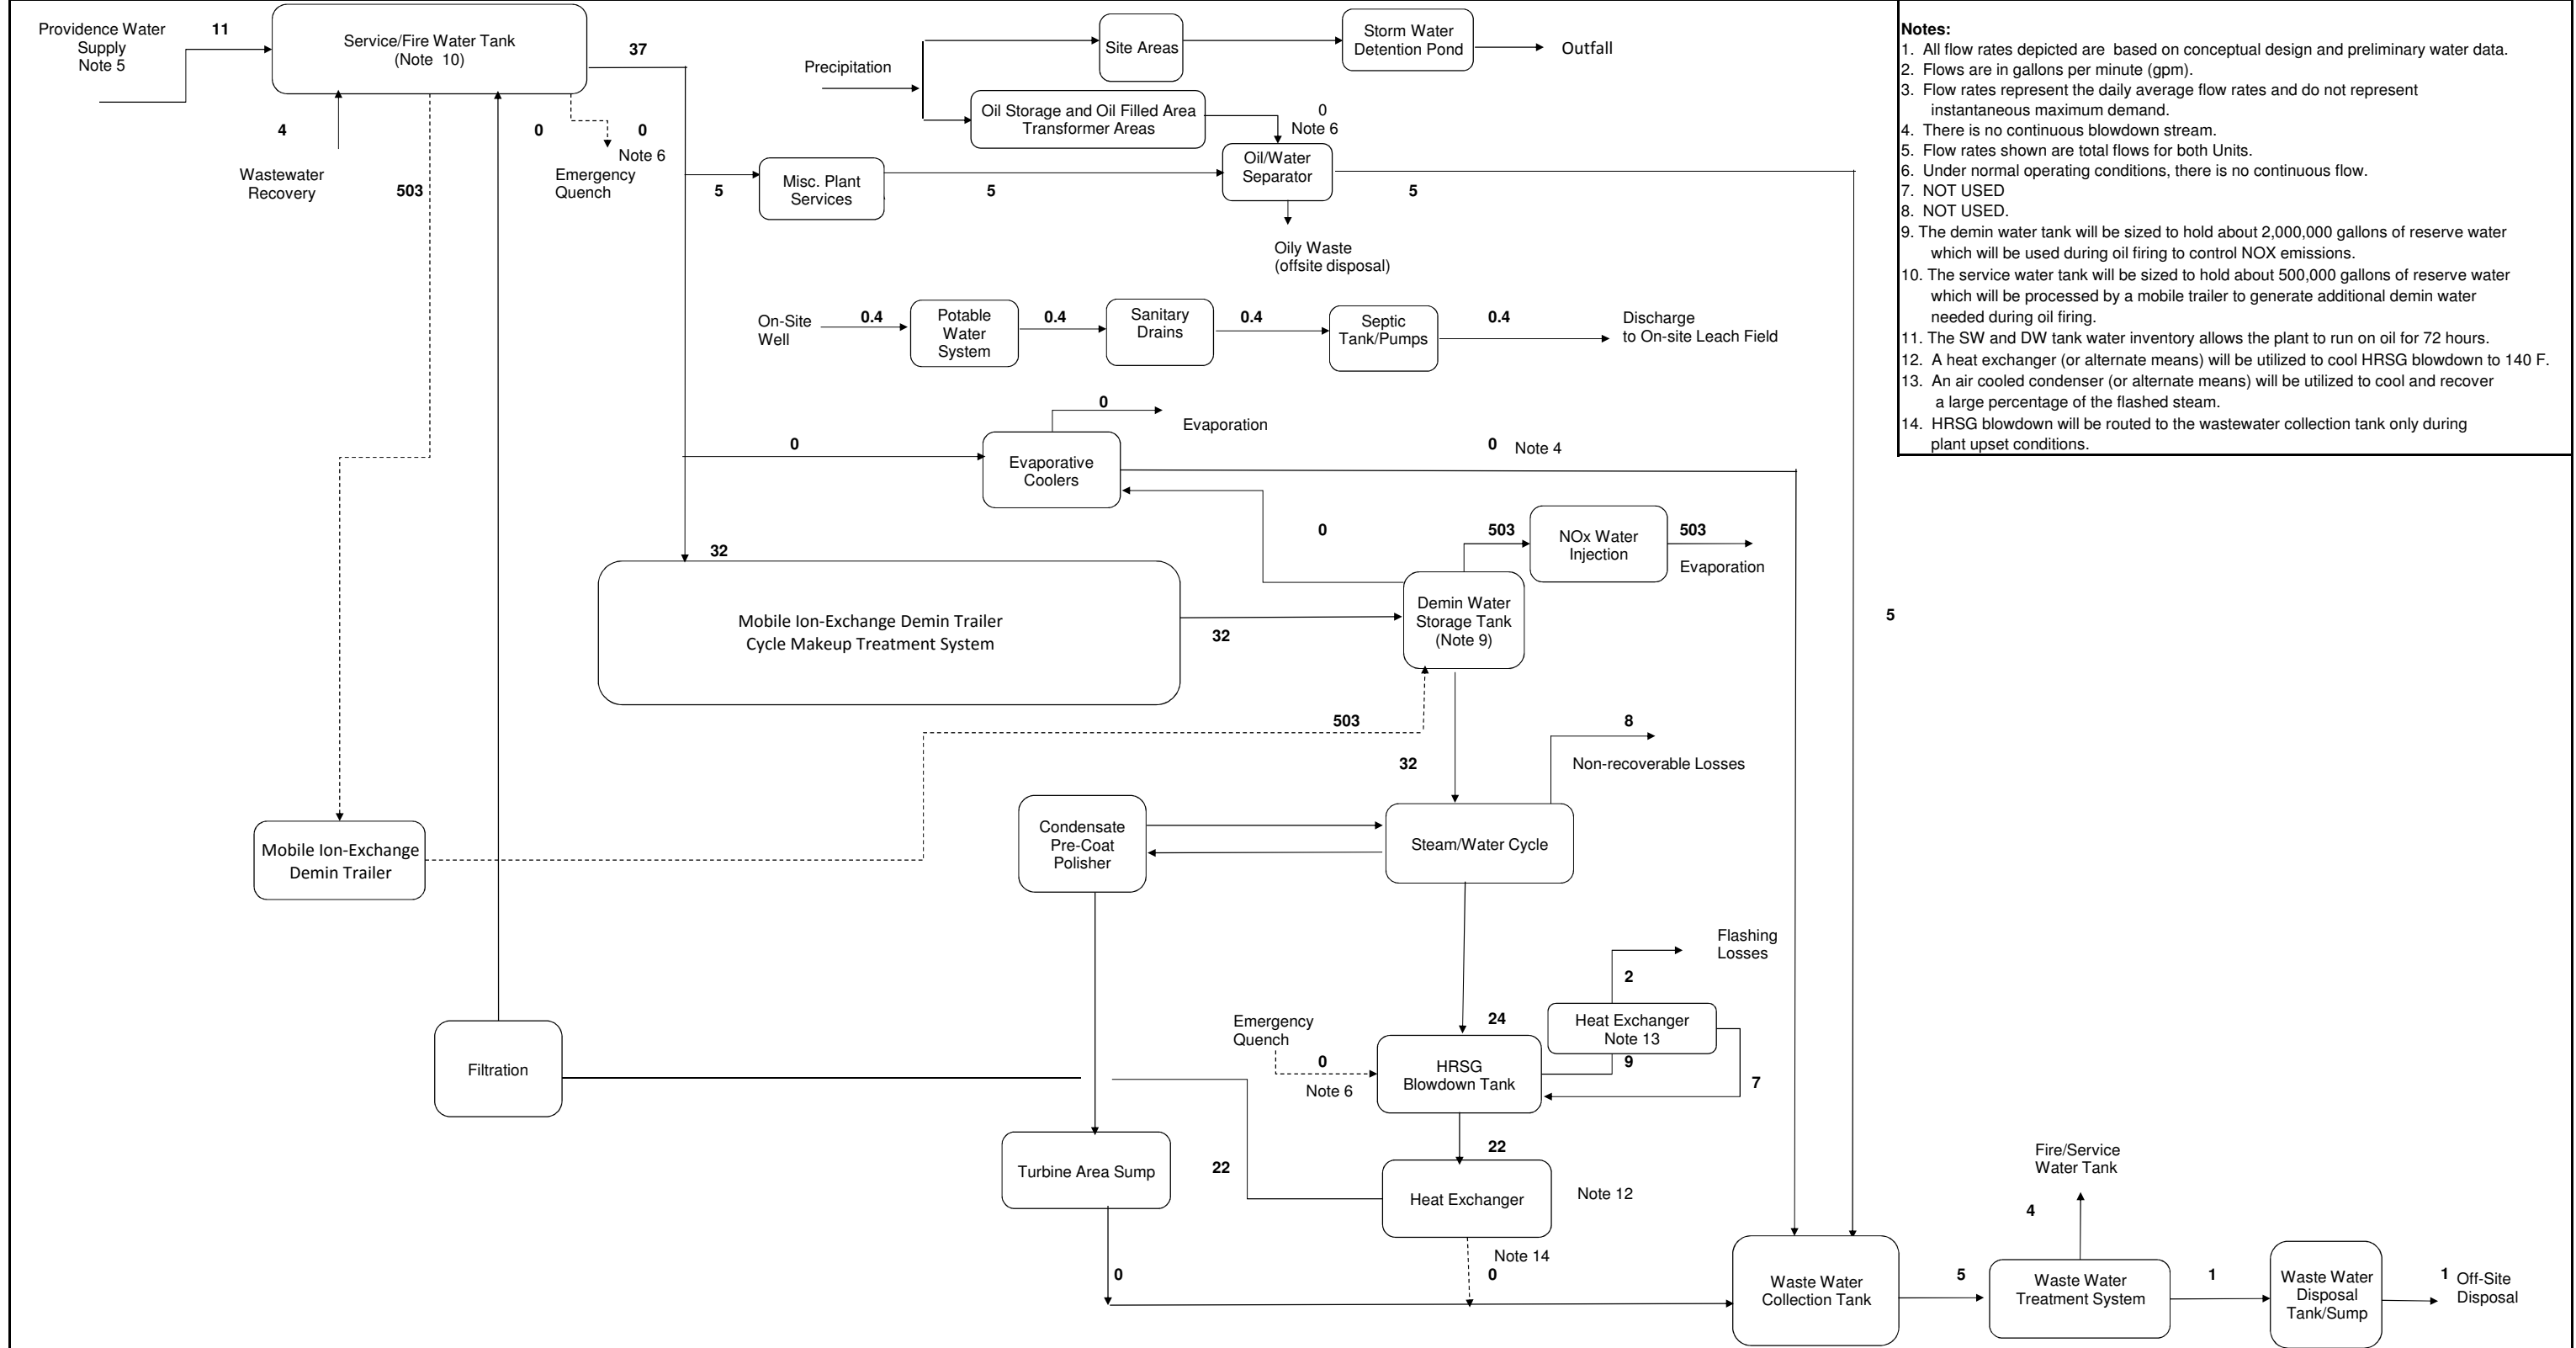 Providence Water
Supply
Note 5
11
Service/Fire Water Tank
(Note  10)
37
4
Wastewater
Recovery
503
0
0
Note 6
Emergency
Quench
Precipitation
Site Areas
Storm Water
Detention Pond
Outfall
Oil Storage and Oil Filled Area
Transformer Areas
0
Note 6
5
Misc. Plant
Services
5
Oil/Water
Separator
5
Oily Waste
(offsite disposal)
On-Site
Well
0.4
Potable
Water
System
0.4
Sanitary
Drains
0.4
Septic
Tank/Pumps
0.4
Discharge
to On-site Leach Field
0
Evaporation
0
Evaporative
Coolers
0
Note 4
0
503
NOx Water
Injection
503
Evaporation
32
Mobile Ion-Exchange Demin Trailer
Cycle Makeup Treatment System
32
Demin Water
Storage Tank
(Note 9)
5
503
8
32
Non-recoverable Losses
Mobile Ion-Exchange
Demin Trailer
Condensate
Pre-Coat
Polisher
Steam/Water Cycle
Flashing
Losses
2
Filtration
Emergency
Quench
0
Note 6
24
HRSG
Blowdown Tank
Heat Exchanger
Note 13
9
7
22
Turbine Area Sump
22
Heat Exchanger
Note 12
Note 14
0
0
Waste Water
Collection Tank
5
Fire/Service
Water Tank
4
Waste Water
Treatment System
1
Waste Water
Disposal
Tank/Sump
1
Off-Site
Disposal
Notes:
1.  All flow rates depicted are  based on conceptual design and preliminary water data.
2.  Flows are in gallons per minute (gpm).
3.  Flow rates represent the daily average flow rates and do not represent
instantaneous maximum demand.
4.  There is no continuous blowdown stream.
5.  Flow rates shown are total flows for both Units.
6.  Under normal operating conditions, there is no continuous flow.
7.  NOT USED
8.  NOT USED.
9. The demin water tank will be sized to hold about 2,000,000 gallons of reserve water
which will be used during oil firing to control NOX emissions.
10. The service water tank will be sized to hold about 500,000 gallons of reserve water
which will be processed by a mobile trailer to generate additional demin water
needed during oil firing.
11. The SW and DW tank water inventory allows the plant to run on oil for 72 hours.
12.  A heat exchanger (or alternate means) will be utilized to cool HRSG blowdown to 140 F.
13.  An air cooled condenser (or alternate means) will be utilized to cool and recover
a large percentage of the flashed steam.
14.  HRSG blowdown will be routed to the wastewater collection tank only during
plant upset conditions.